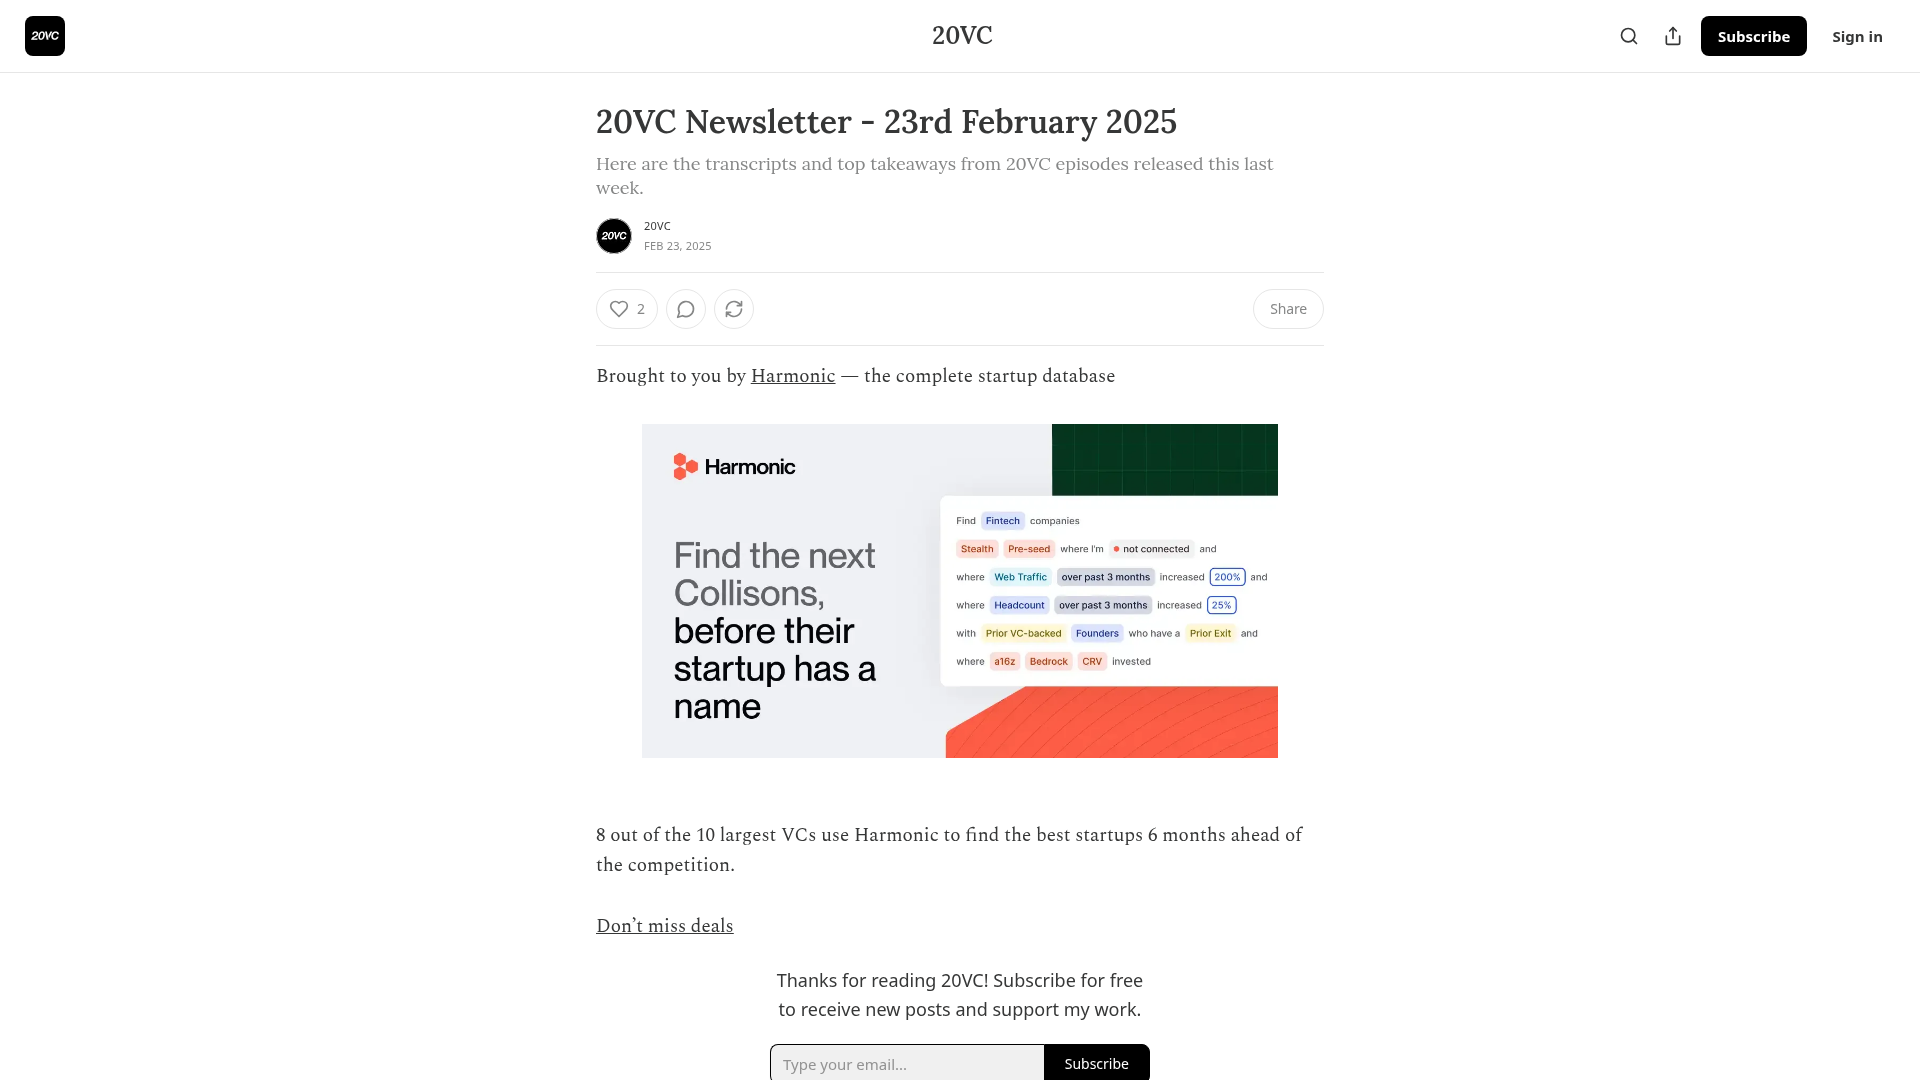 20VC
20VC
Subscribe
Sign in
20VC Newsletter - 23rd February 2025
Here are the transcripts and top takeaways from 20VC episodes released this last
week.
20VC
20VC
FEB 23, 2025
2
Share
Brought to you by Harmonic — the complete startup database
Harmonic
Find the next
Collisons,
before their
startup has a
name
Find Fintech companies
Stealth Pre-seed where I'm not connected and
where Web Traffic over past 3 months increased 200% and
where Headcount over past 3 months increased 25%
with Prior VC-backed Founders who have a Prior Exit and
where a16z Bedrock CRV invested
8 out of the 10 largest VCs use Harmonic to find the best startups 6 months ahead of
the competition.
Don’t miss deals
Thanks for reading 20VC! Subscribe for free
to receive new posts and support my work.
Type your email...
Subscribe